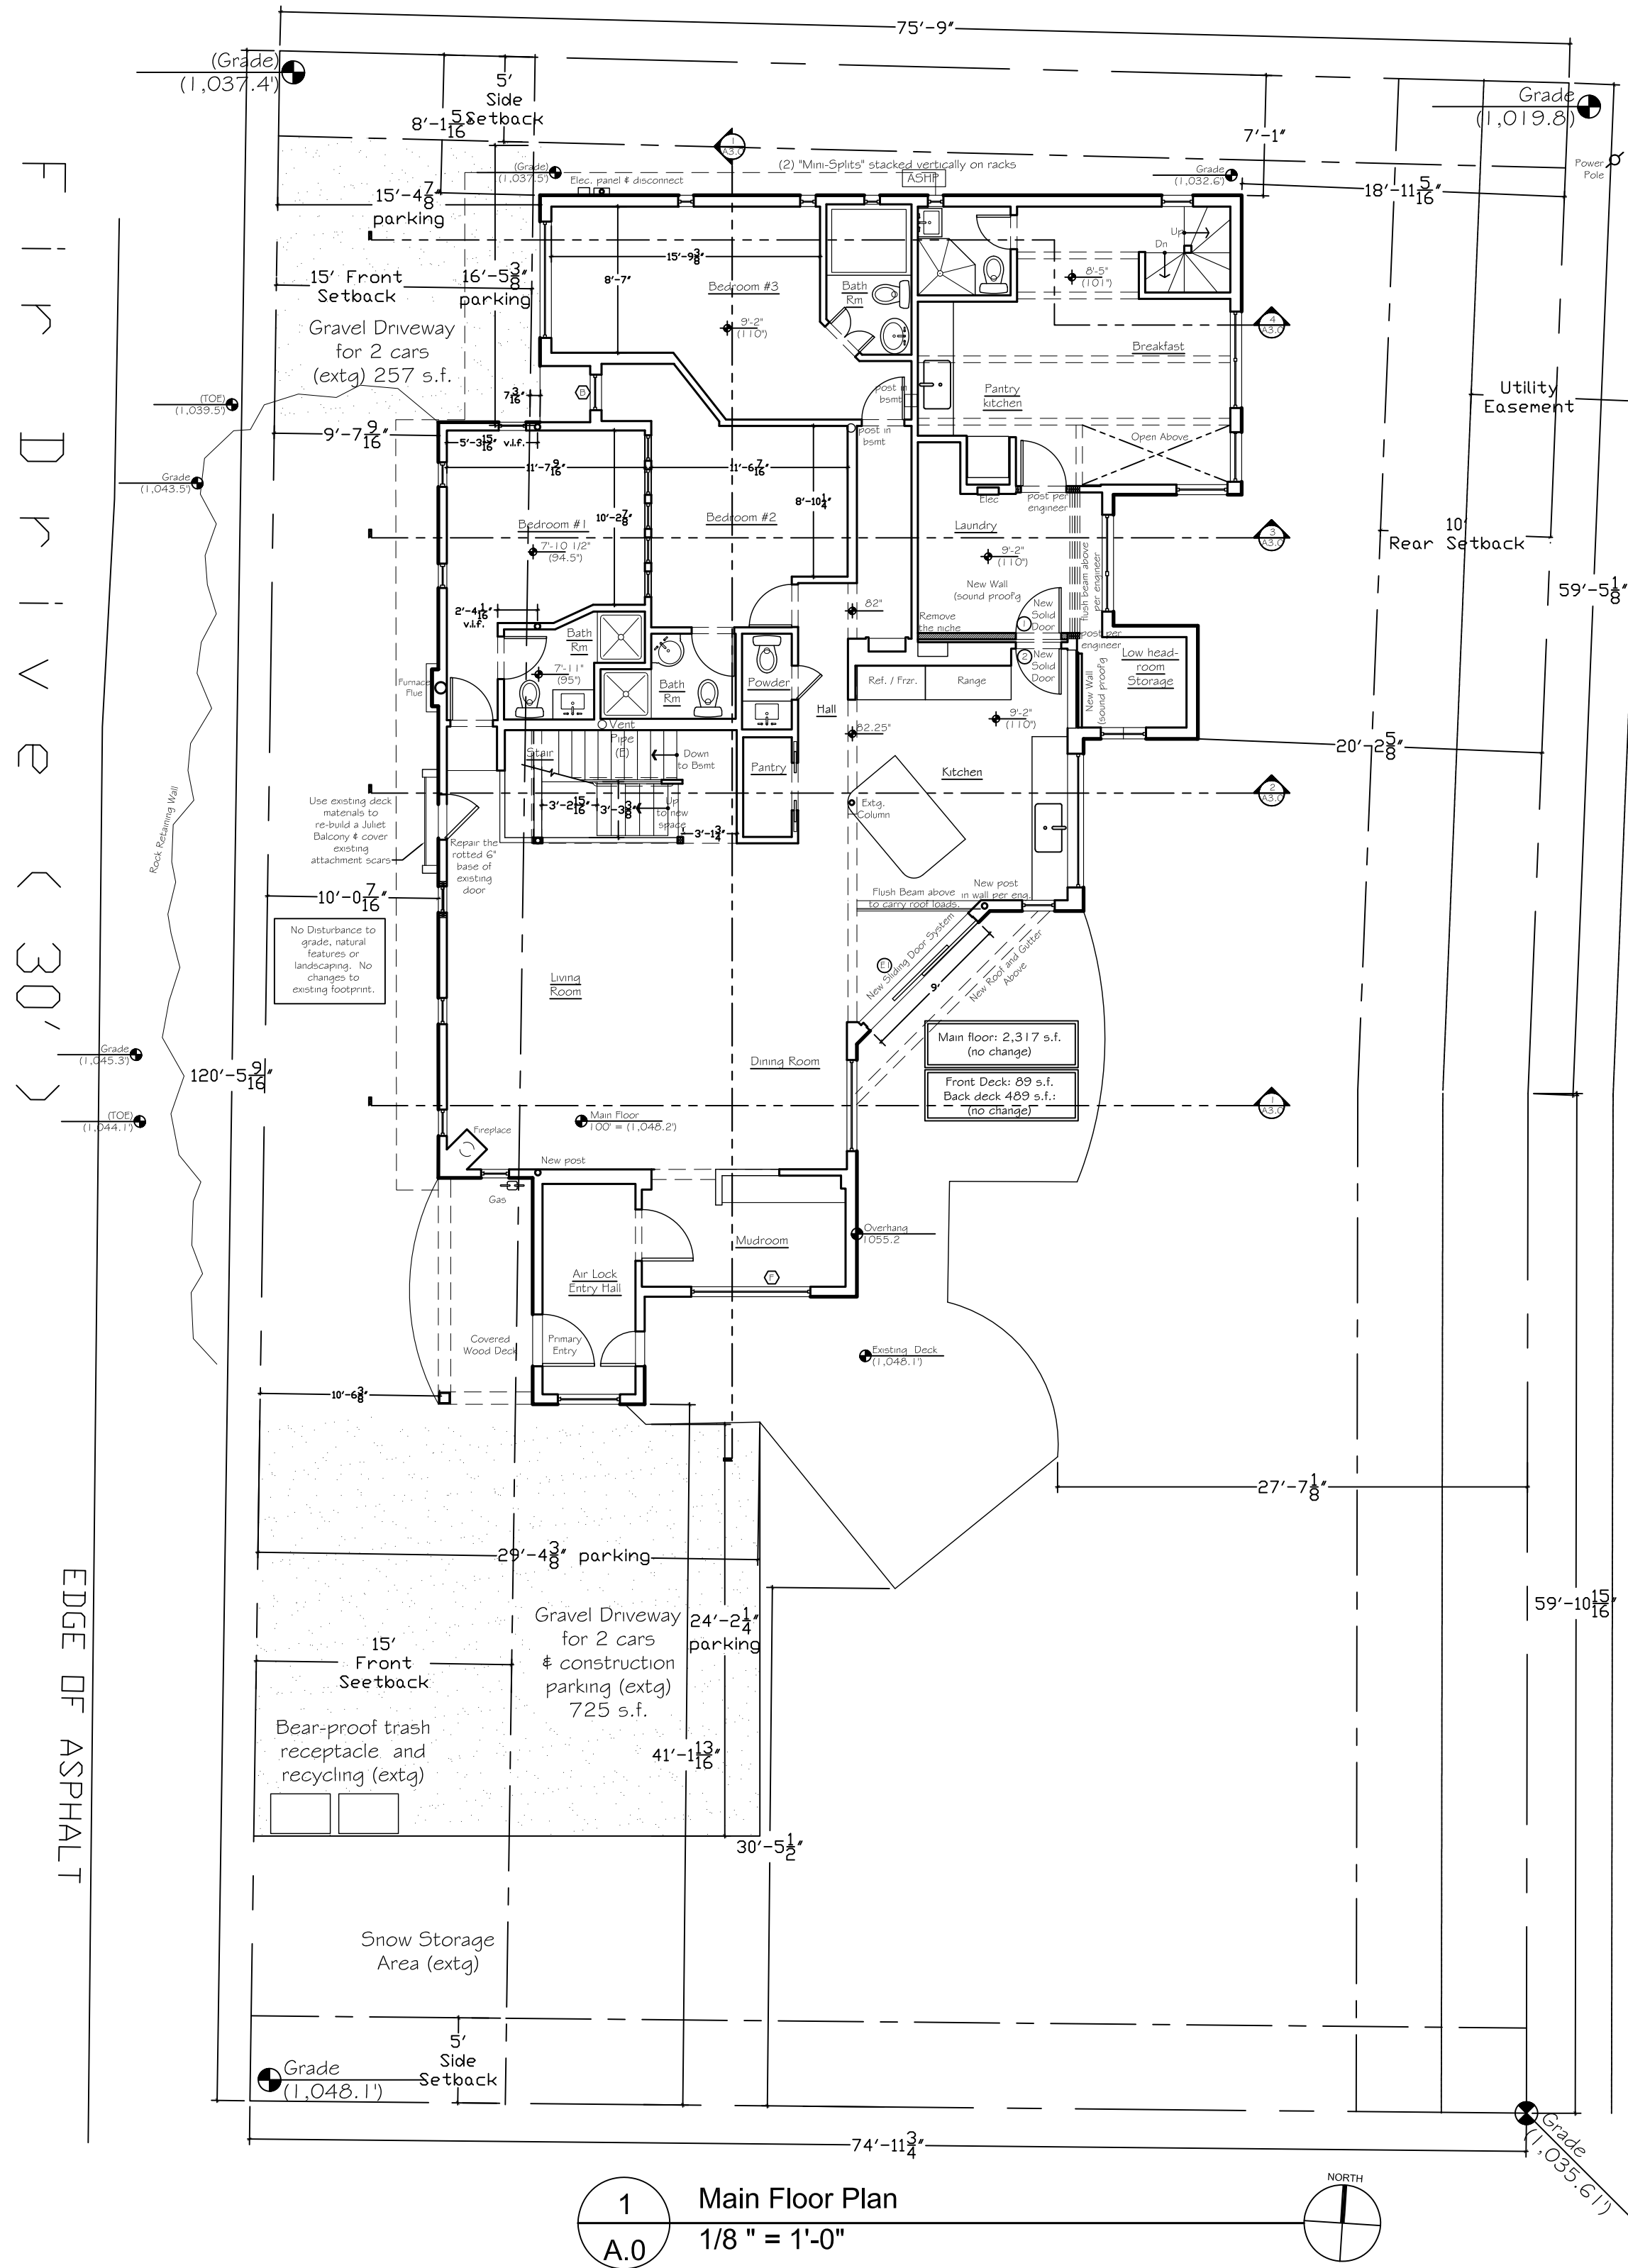 75'-9"
(Grade)
(1,037.4')
5'
Side
Setback
8'-1 5/16"
Grade
(1,019.8)
7'-1"
Power
Pole
(Grade)
(1,037.5')
Elec. panel & disconnect
1
A3.0
(2) "Mini-Splits" stacked vertically on racks
ASHP
Grade
(1,032.6')
18'-11 5/16"
15'-4 7/8"
parking
15' Front
Setback
16'-5 3/8"
parking
Gravel Driveway
for 2 cars
(extg) 257 s.f.
15'-9 3/8"
8'-7"
Bedroom #3
9'-2"
(110")
Bath
Rm
Up
Dn
8'-5"
(101")
Breakfast
4
A3.0
Pantry
kitchen
post in
bsmt
post in
bsmt
Open Above
Utility
Easement
(TOE)
(1,039.5')
7 3/16"
B
9'-7 9/16"
5'-3 15/16" v.l.f.
11'-7 9/16"
11'-6 7/16"
8'-10 1/4"
10'-2 7/8"
Bedroom #1
7'-10 1/2"
(94.5")
Bedroom #2
Elec
post per
engineer
Laundry
9'-2"
(110")
New Wall
(sound proof'g
flush beam above
per engineer
3
A3.0
10'
Rear Setback
59'-5 1/8"
Grade
(1,043.5')
Fir Drive (30')
2'-4 1/16"
v.l.f.
Bath
Rm
7'-11"
(95")
Bath
Rm
Powder
82"
Remove
the niche
1
New
Solid
Door
2
New
Solid
Door
post per
engineer
New Wall
(sound proof'g
Low head-
room
Storage
Furnace
Flue
Ref. / Frzr.
Range
Hall
82.25"
9'-2"
(110")
Vent
Pipe
(E)
Stair
Down
to Bsmt
Pantry
Kitchen
20'-2 5/8"
2
A3.0
3'-2 15/16"
3'-3 3/8"
Up
to new
space
3'-1 3/4"
Extg.
Column
Rock Retaining Wall
Use existing deck
materials to
re-build a Juliet
Balcony & cover
existing
attachment scars
Repair the
rotted 6"
base of
existing
door
10'-0 7/16"
No Disturbance to
grade, natural
features or
landscaping. No
changes to
existing footprint.
Flush Beam above
to carry roof loads.
New post
in wall per eng.
New Sliding Door System
E
9'
New Roof and Gutter
Above
Living
Room
Dining Room
Main floor: 2,317 s.f.
(no change)
Front Deck: 89 s.f.
Back deck 489 s.f.:
(no change)
1
A3.0
Grade
(1,045.3')
120'-5 9/16"
(TOE)
(1,044.1')
Main Floor
100' = (1,048.2')
Fireplace
New post
Gas
Mudroom
F
Overhang
1055.2
Air Lock
Entry Hall
Covered
Wood Deck
Primary
Entry
Existing Deck
(1,048.1')
10'-6 3/8"
27'-7 1/8"
29'-4 3/8" parking
Gravel Driveway
for 2 cars
& construction
parking (extg)
725 s.f.
24'-2 1/4"
parking
59'-10 15/16"
15'
Front
Seetback
Bear-proof trash
receptacle and
recycling (extg)
41'-1 13/16"
30'-5 1/2"
EDGE OF ASPHALT
Snow Storage
Area (extg)
5'
Side
Setback
Grade
(1,048.1')
Grade
(1,035.61')
74'-11 3/4"
1
A.0
Main Floor Plan
1/8 " = 1'-0"
NORTH